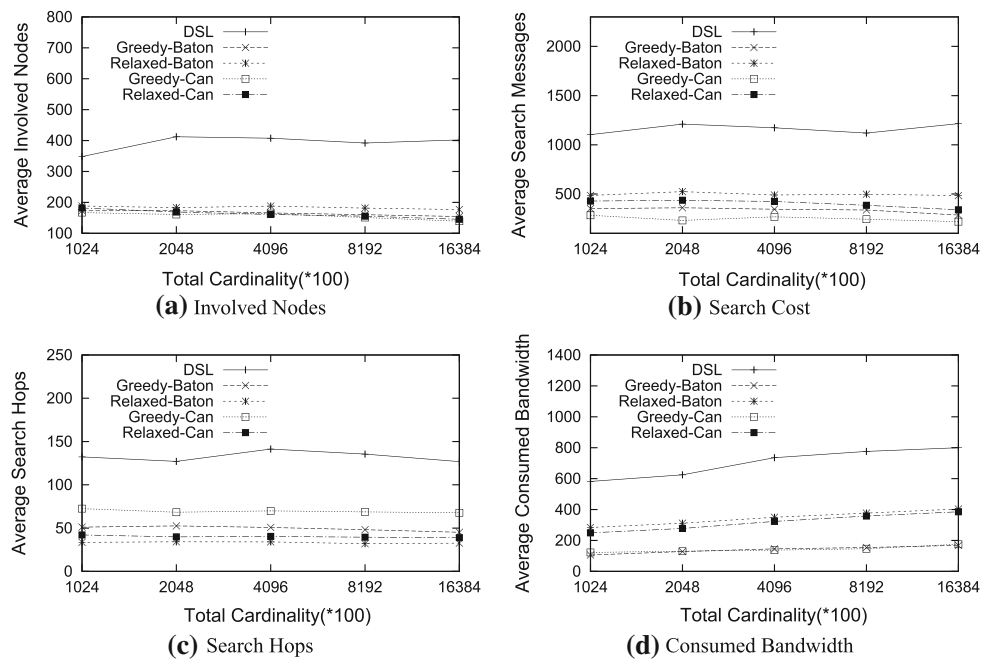 800
700
600
500
400
300
200
100
Average Involved Nodes
DSL
Greedy-Baton
Relaxed-Baton
Greedy-Can
Relaxed-Can
1024 2048 4096 8192 16384
Total Cardinality(*100)
(a) Involved Nodes
2200
1800
1400
1000
500
Average Search Messages
DSL
Greedy-Baton
Relaxed-Baton
Greedy-Can
Relaxed-Can
1024 2048 4096 8192 16384
Total Cardinality(*100)
(b) Search Cost
250
200
150
100
50
0
Average Search Hops
DSL
Greedy-Baton
Relaxed-Baton
Greedy-Can
Relaxed-Can
1024 2048 4096 8192 16384
Total Cardinality(*100)
(c) Search Hops
1400
1200
1000
800
600
400
200
0
Average Consumed Bandwidth
DSL
Greedy-Baton
Relaxed-Baton
Greedy-Can
Relaxed-Can
1024 2048 4096 8192 16384
Total Cardinality(*100)
(d) Consumed Bandwidth